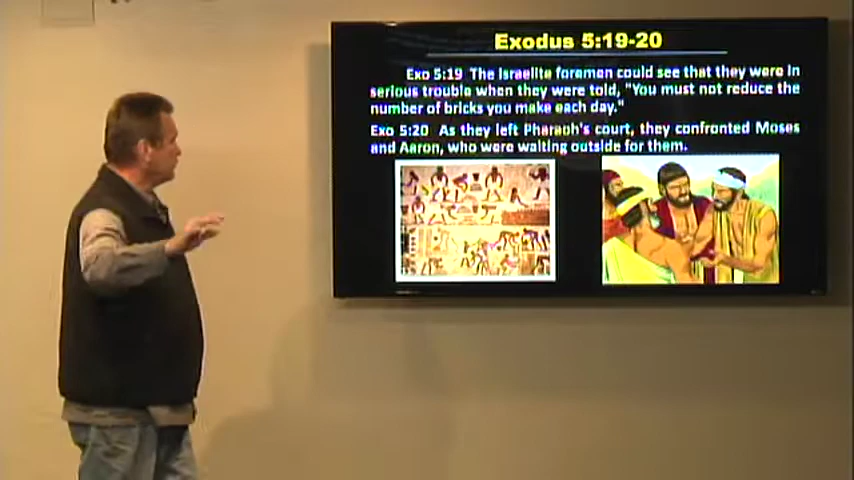 Exodus 5:19-20
Exo 5:19 The Israelite foremen could see that they were in
serious trouble when they were told, "You must not reduce the
number of bricks you make each day."
Exo 5:20 As they left Pharaoh's court, they confronted Moses
and Aaron, who were waiting outside for them.